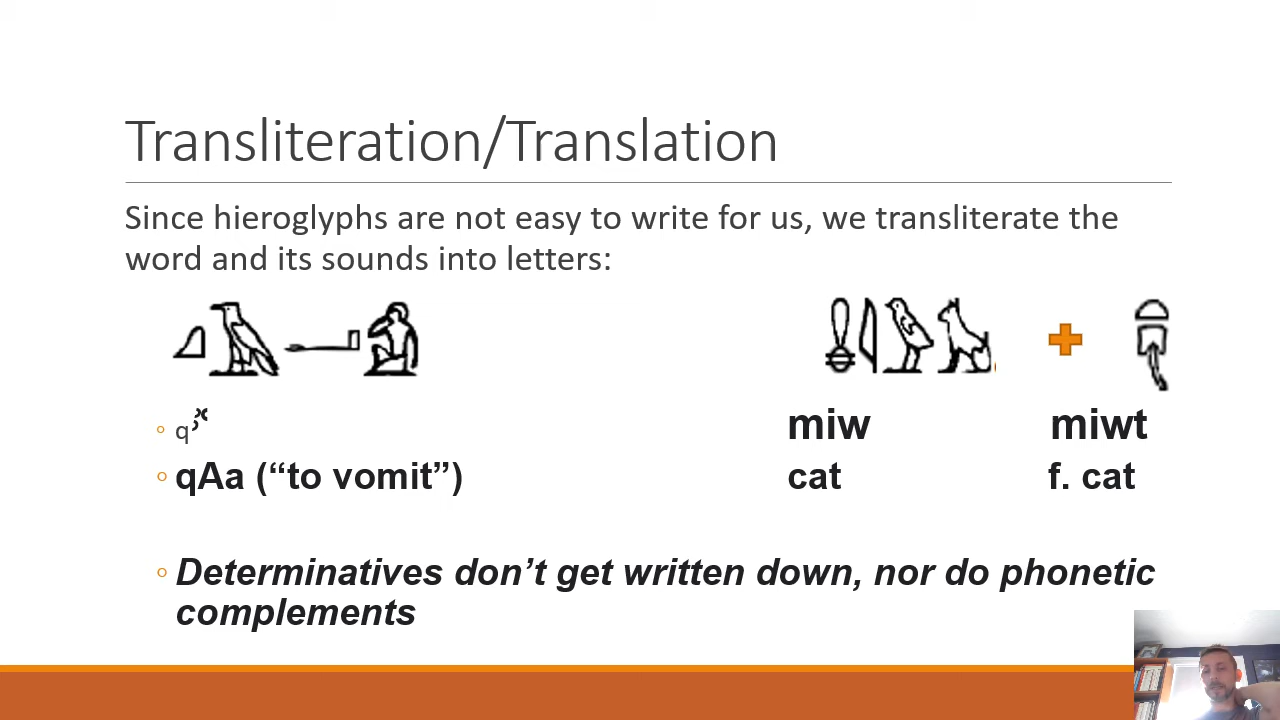 Transliteration/Translation
Since hieroglyphs are not easy to write for us, we transliterate the
word and its sounds into letters:
q
miw miwt
qAa (“to vomit”) cat f. cat
Determinatives don’t get written down, nor do phonetic
complements